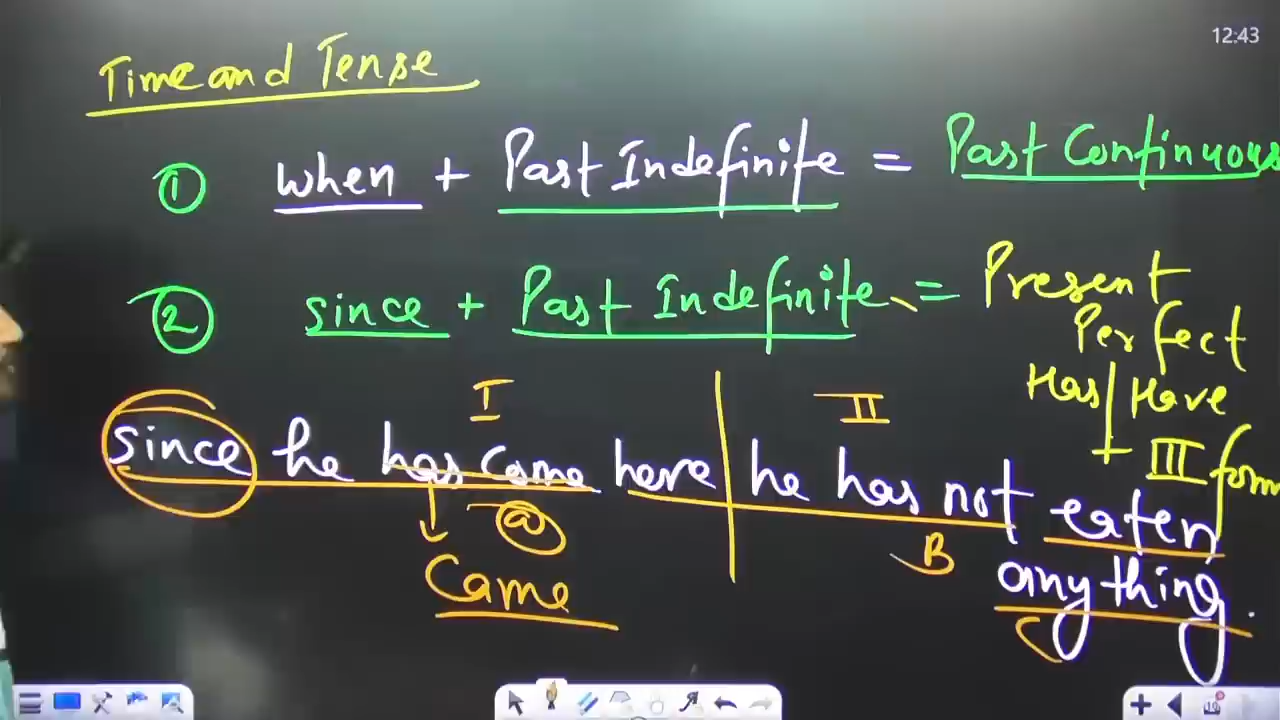 12:43
Time and Tense
① when + Past Indefinite = Past Continuous
② since + Past Indefinite = Present
Perfect
Has/Have
+ III form
I II
since he has come here he has not eaten
anything.
@ B C
Came